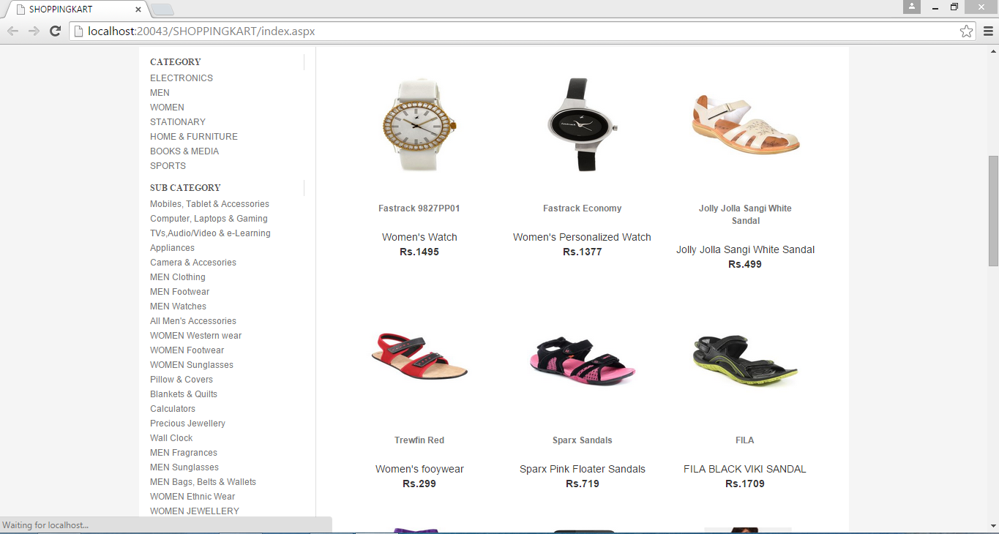 SHOPPINGKART
localhost:20043/SHOPPINGKART/index.aspx
CATEGORY
ELECTRONICS
MEN
WOMEN
STATIONARY
HOME & FURNITURE
BOOKS & MEDIA
SPORTS
SUB CATEGORY
Mobiles, Tablet & Accessories
Computer, Laptops & Gaming
TVs,Audio/Video & e-Learning
Appliances
Camera & Accesories
MEN Clothing
MEN Footwear
MEN Watches
All Men's Accessories
WOMEN Western wear
WOMEN Footwear
WOMEN Sunglasses
Pillow & Covers
Blankets & Quilts
Calculators
Precious Jewellery
Wall Clock
MEN Fragrances
MEN Sunglasses
MEN Bags, Belts & Wallets
WOMEN Ethnic Wear
WOMEN JEWELLERY
Fastrack 9827PP01
Women's Watch
Rs.1495
Fastrack
Fastrack Economy
Women's Personalized Watch
Rs.1377
Jolly Jolla Sangi White
Sandal
Jolly Jolla Sangi White Sandal
Rs.499
Trewfin Red
Women's fooywear
Rs.299
Sparx Sandals
Sparx Pink Floater Sandals
Rs.719
FILA
FILA BLACK VIKI SANDAL
Rs.1709
Waiting for localhost...